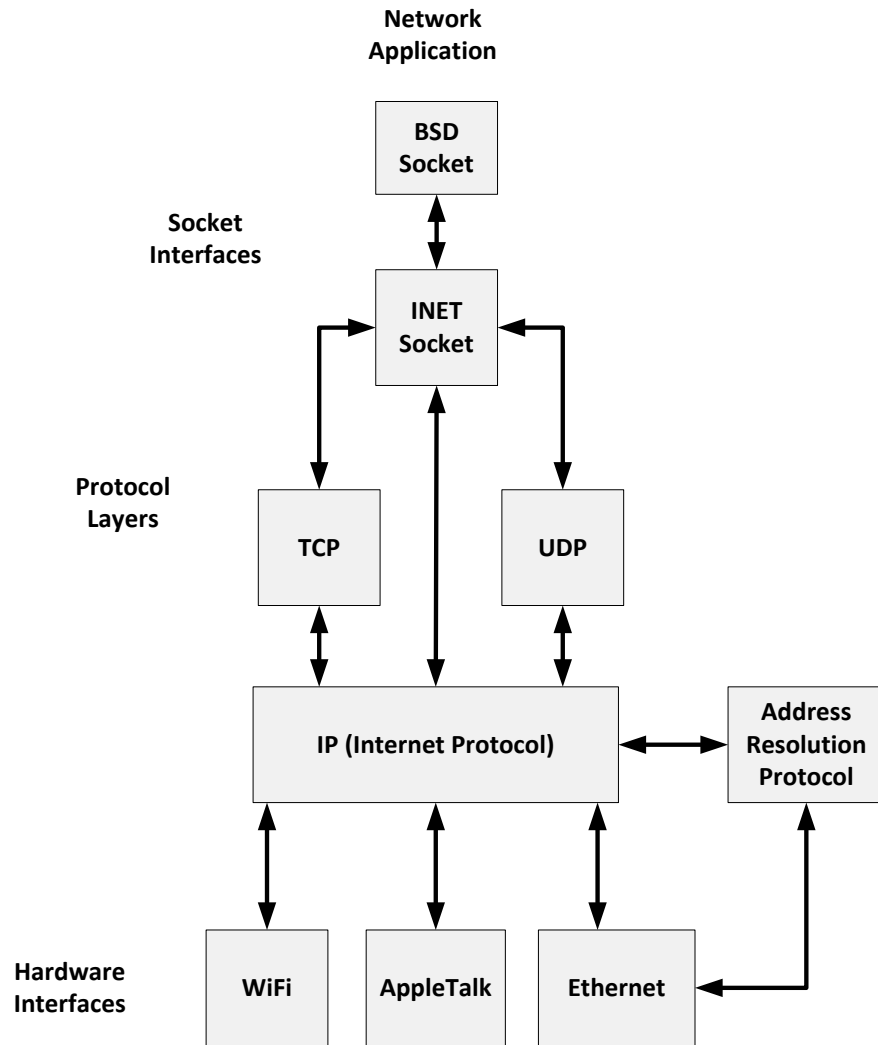 Network
Application
BSD
Socket
Socket
Interfaces
INET
Socket
Protocol
Layers
TCP
UDP
IP (Internet Protocol)
Address
Resolution
Protocol
Hardware
Interfaces
WiFi
AppleTalk
Ethernet